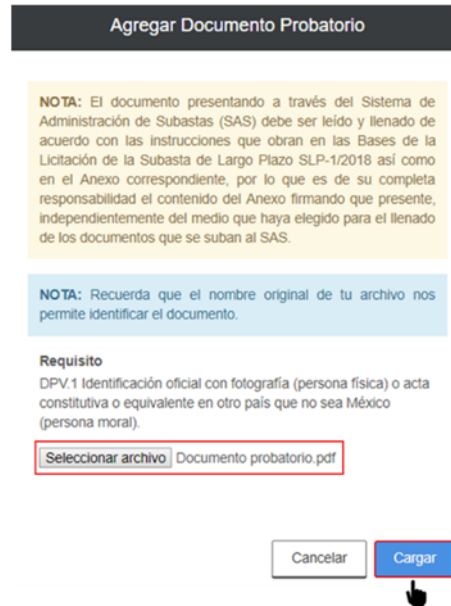 Agregar Documento Probatorio
NOTA: El documento presentando a través del Sistema de
Administración de Subastas (SAS) debe ser leído y llenado de
acuerdo con las instrucciones que obran en las Bases de la
Licitación de la Subasta de Largo Plazo SLP-1/2018 así como
en el Anexo correspondiente, por lo que es de su completa
responsabilidad el contenido del Anexo firmando que presente,
independientemente del medio que haya elegido para el llenado
de los documentos que se suban al SAS.
NOTA: Recuerda que el nombre original de tu archivo nos
permite identificar el documento.
Requisito
DPV.1 Identificación oficial con fotografía (persona física) o acta
constitutiva o equivalente en otro país que no sea México
(persona moral).
Seleccionar archivo Documento probatorio.pdf
Cancelar Cargar